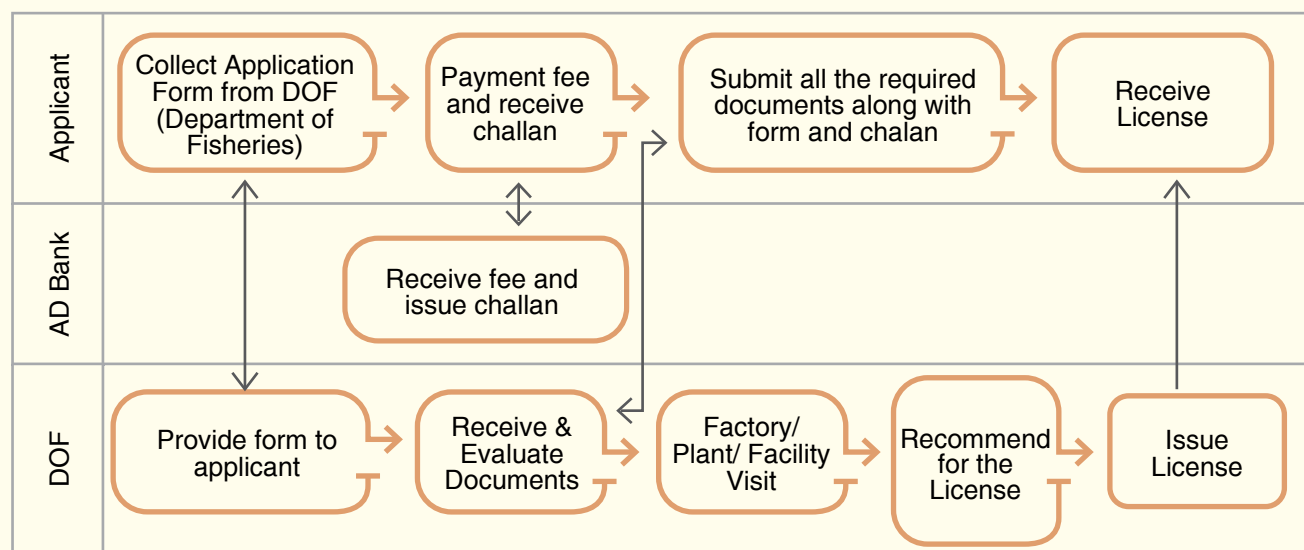 Applicant
Collect Application
Form from DOF
(Department of
Fisheries)
Payment fee
and receive
challan
Submit all the required
documents along with
form and chalan
Receive
License
AD Bank
Receive fee and
issue challan
DOF
Provide form to
applicant
Receive &
Evaluate
Documents
Factory/
Plant/ Facility
Visit
Recommend
for the
License
Issue
License